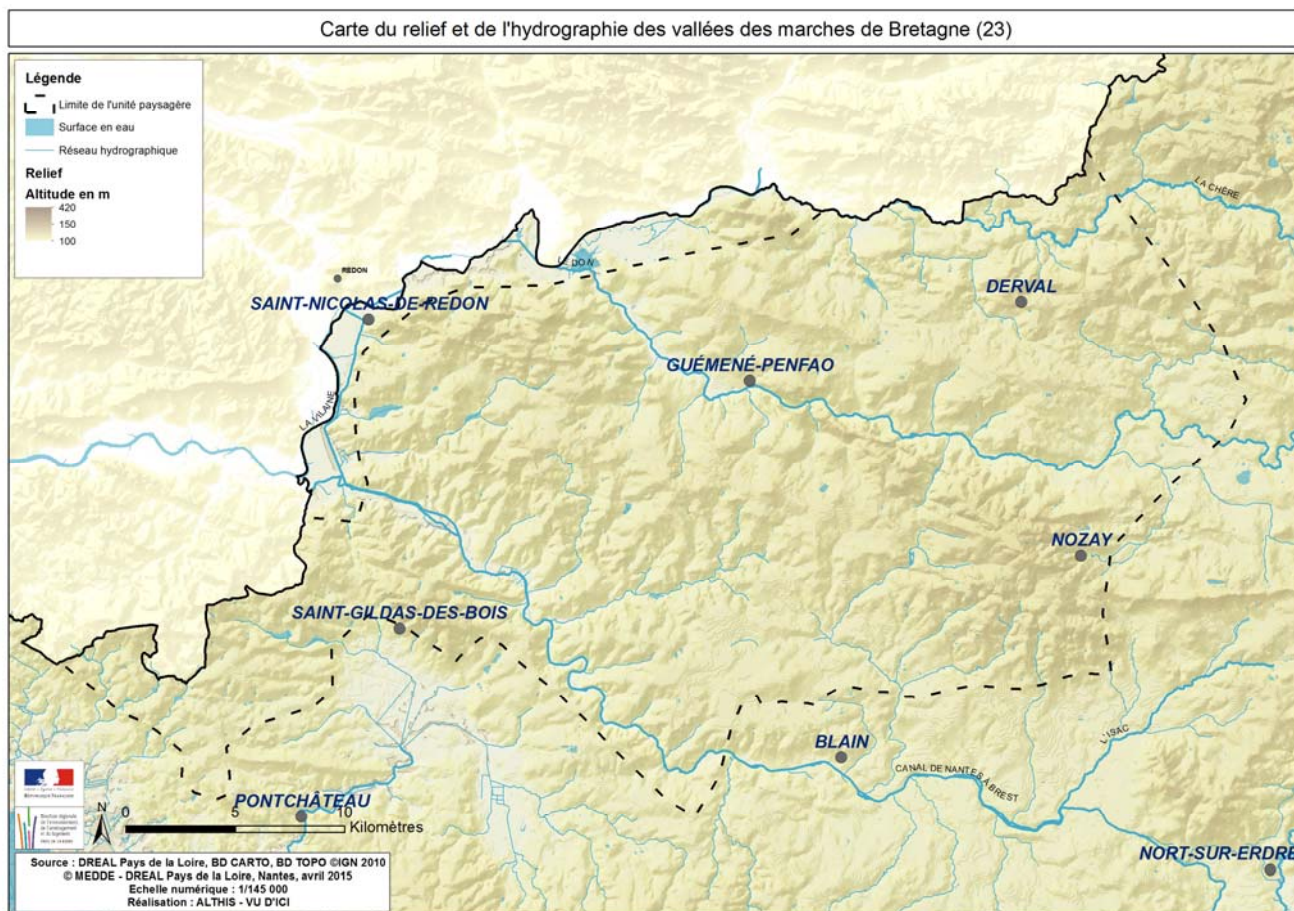 Carte du relief et de l'hydrographie des vallées des marches de Bretagne (23)
Légende
Limite de l'unité paysagère
Surface en eau
Réseau hydrographique
Relief
Altitude en m
420
150
100
LA CHÈRE
LE DON
REDON
SAINT-NICOLAS-DE-REDON
DERVAL
GUÉMENÉ-PENFAO
LA VILAINE
NOZAY
SAINT-GILDAS-DES-BOIS
L'ISAC
BLAIN
CANAL DE NANTES À BREST
PONTCHÂTEAU
NORT-SUR-ERDRE
RÉPUBLIQUE FRANÇAISE
N
0 5 10
Kilomètres
Source : DREAL Pays de la Loire, BD CARTO, BD TOPO ©IGN 2010
© MEDDE - DREAL Pays de la Loire, Nantes, avril 2015
Echelle numérique : 1/145 000
Réalisation : ALTHIS - VU D'ICI